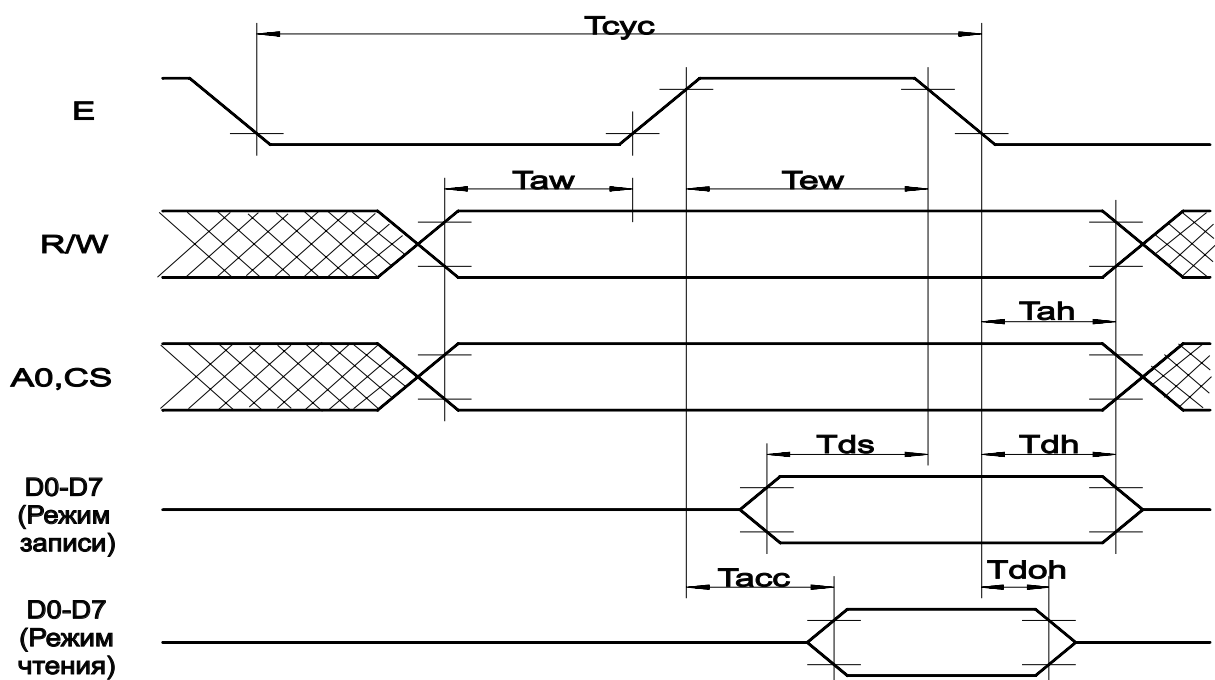 Tcyc
E
Taw
Tew
R/W
Tah
A0,CS
Tds
Tdh
D0-D7
(Режим
записи)
Tacc
Tdoh
D0-D7
(Режим
чтения)